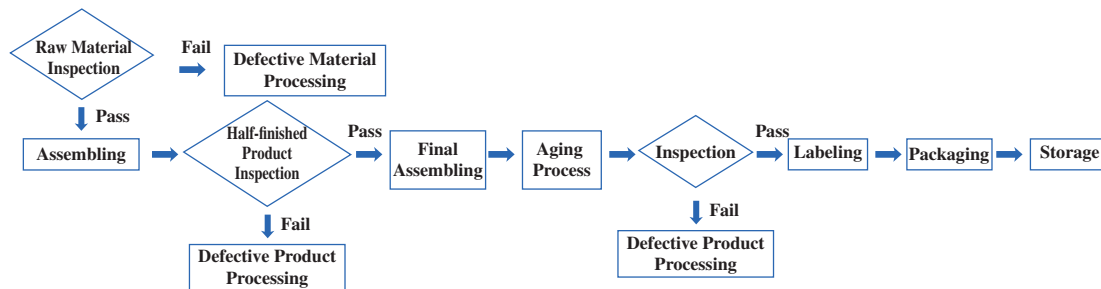 Raw Material
Inspection
Fail
Defective Material
Processing
Pass
Assembling
Half-finished
Product
Inspection
Pass
Final
Assembling
Aging
Process
Inspection
Pass
Labeling
Packaging
Storage
Fail
Defective Product
Processing
Fail
Defective Product
Processing